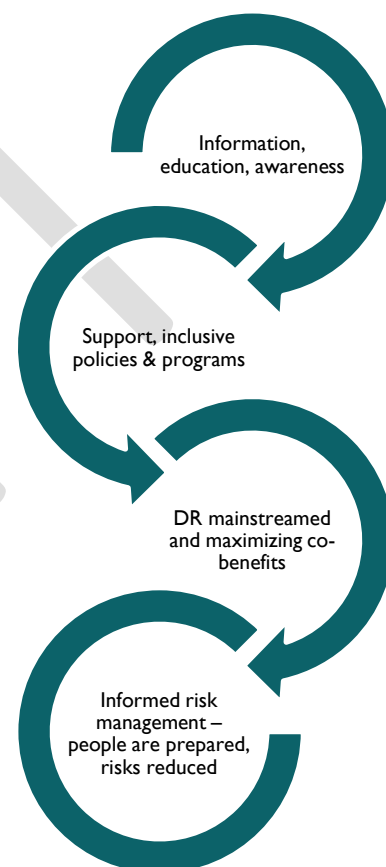 Information,
education, awareness
Support, inclusive
policies & programs
DR mainstreamed
and maximizing co-
benefits
Informed risk
management –
people are prepared,
risks reduced